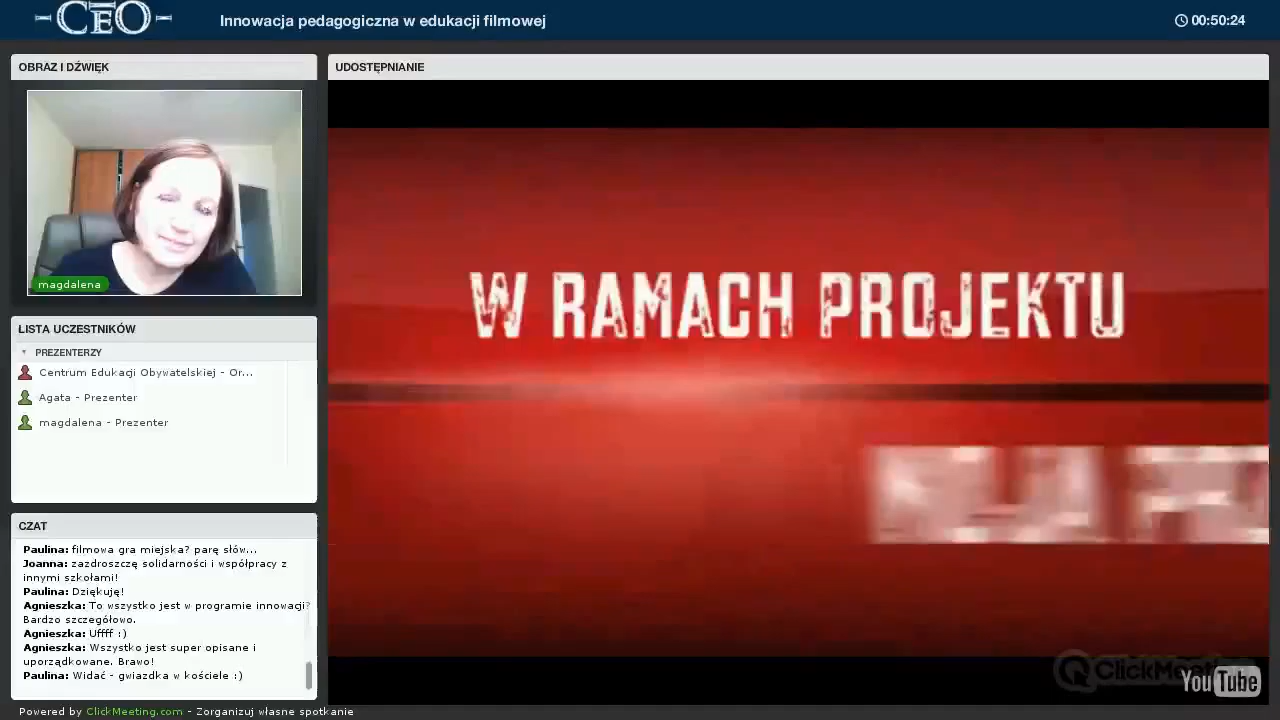 CEO
Innowacja pedagogiczna w edukacji filmowej
00:50:24
OBRAZ I DŹWIĘK
magdalena
LISTA UCZESTNIKÓW
PREZENTERZY
Centrum Edukacji Obywatelskiej - Or...
Agata - Prezenter
magdalena - Prezenter
CZAT
Paulina: filmowa gra miejska? parę słów...
Joanna: zazdroszczę solidarności i współpracy z
innymi szkołami!
Paulina: Dziękuję!
Agnieszka: To wszystko jest w programie innowacji?
Bardzo szczegółowo.
Agnieszka: Uffff :)
Agnieszka: Wszystko jest super opisane i
uporządkowane. Brawo!
Paulina: Widać - gwiazdka w kościele :)
Powered by ClickMeeting.com - Zorganizuj własne spotkanie
UDOSTĘPNIANIE
W RAMACH PROJEKTU
ClickMeeting
YouTube